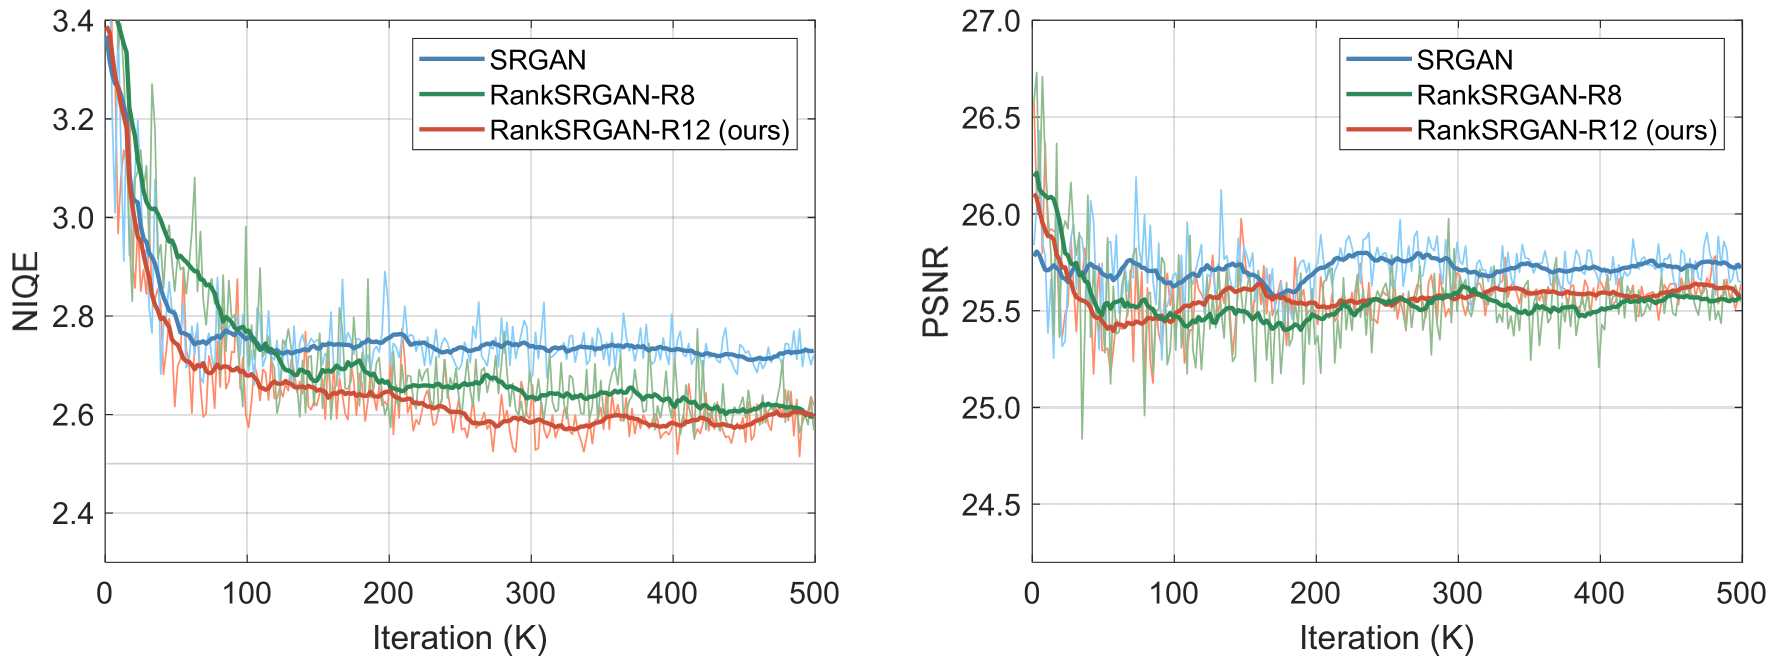 3.4
3.2
3.0
2.8
2.6
2.4
NIQE
0
100
200
300
400
500
Iteration (K)
SRGAN
RankSRGAN-R8
RankSRGAN-R12 (ours)
27.0
26.5
26.0
25.5
25.0
24.5
PSNR
0
100
200
300
400
500
Iteration (K)
SRGAN
RankSRGAN-R8
RankSRGAN-R12 (ours)